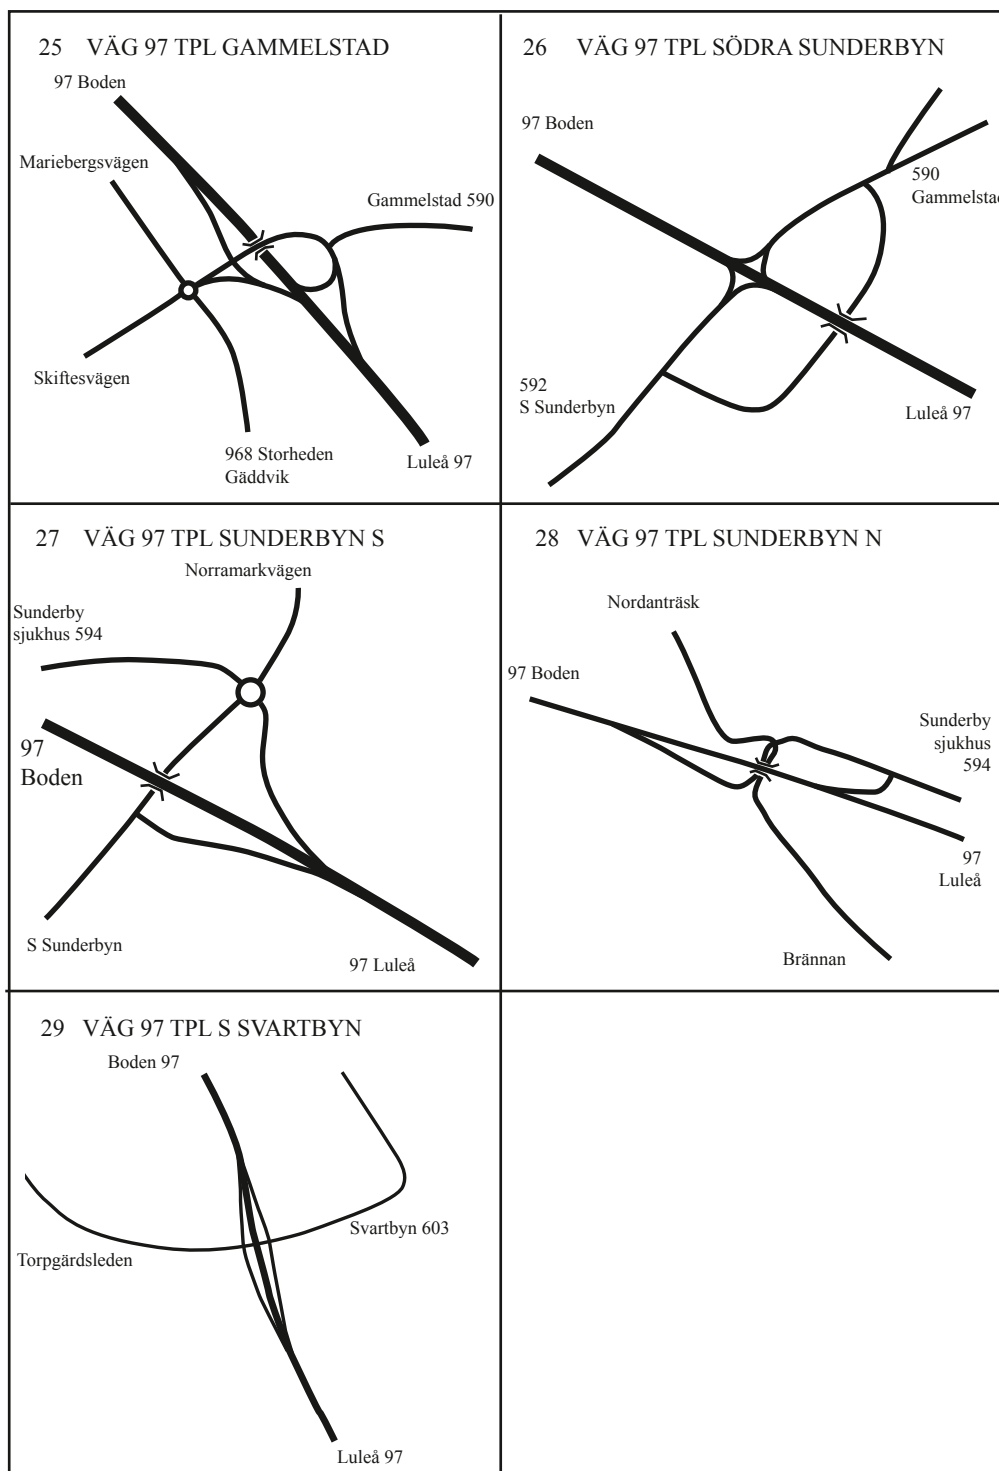 25 VÄG 97 TPL GAMMELSTAD
97 Boden
Mariebergsvägen
Gammelstad 590
Skiftesvägen
968 Storheden
Gäddvik
Luleå 97
26 VÄG 97 TPL SÖDRA SUNDERBYN
97 Boden
590
Gammelstad
592
S Sunderbyn
Luleå 97
27 VÄG 97 TPL SUNDERBYN S
Norramarkvägen
Sunderby
sjukhus 594
97
Boden
S Sunderbyn
97 Luleå
28 VÄG 97 TPL SUNDERBYN N
Nordanträsk
97 Boden
Sunderby
sjukhus
594
97
Luleå
Brännan
29 VÄG 97 TPL S SVARTBYN
Boden 97
Svartbyn 603
Torpgärdsleden
Luleå 97